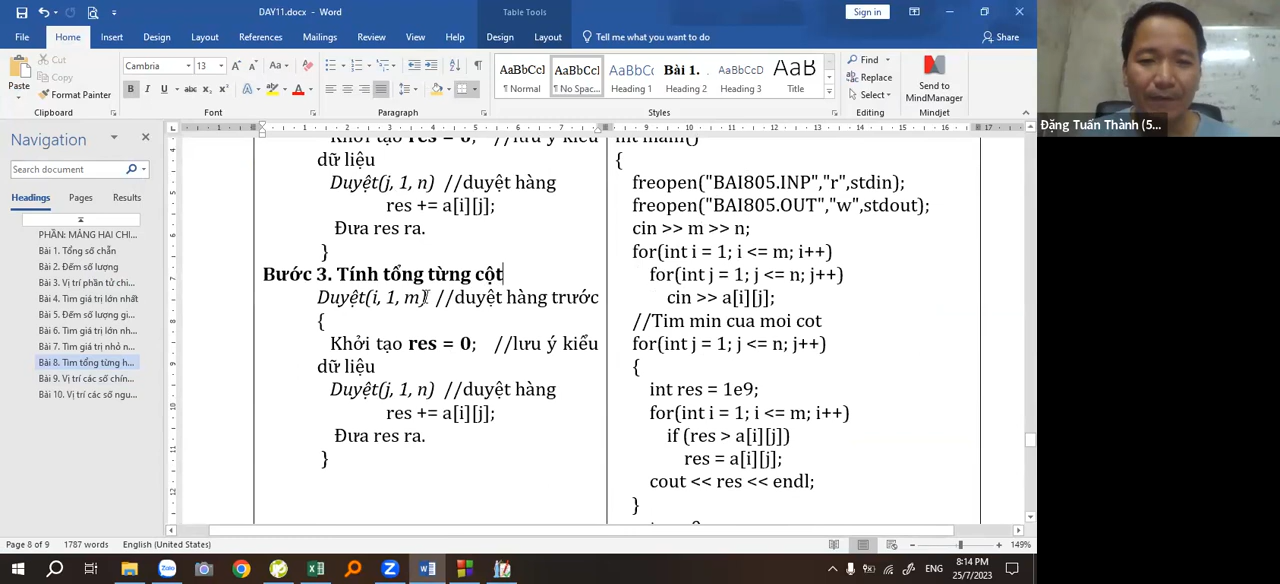 DAY11.docx - Word
Table Tools
Sign in
File Home Insert Design Layout References Mailings Review View Help Design Layout Tell me what you want to do Share
Paste
Cut
Copy
Format Painter
Clipboard
Cambria 13
Font
Paragraph
AaBbCcI AaBbCcI AaBbCc AaBbCcl Bài 1. AaBbCcD AaB
¶ Normal ¶ No Spac... Heading 1 Heading 2 Heading 3 Title
Styles
Find
Replace
Select
Editing
Send to
MindManager
Mindjet
Navigation
Search document
Headings Pages Results
PHẦN: MẢNG HAI CHI...
Bài 1. Tổng số chẵn
Bài 2. Đếm số lượng
Bài 3. Vị trí phần tử chi...
Bài 4. Tìm giá trị lớn nhất
Bài 5. Đếm số lượng gi...
Bài 6. Tìm giá trị lớn nh...
Bài 7. Tìm giá trị nhỏ n...
Bài 8. Tìm tổng từng h...
Bài 9. Vị trí các số chín...
Bài 10. Vị trí các số ngu...
Khởi tạo res = 0; //lưu ý kiểu
dữ liệu
Duyệt(j, 1, n) //duyệt hàng
res += a[i][j];
Đưa res ra.
}
Bước 3. Tính tổng từng cột
Duyệt(i, 1, m) //duyệt hàng trước
{
Khởi tạo res = 0; //lưu ý kiểu
dữ liệu
Duyệt(j, 1, n) //duyệt hàng
res += a[i][j];
Đưa res ra.
}
int main()
{
freopen("BAI805.INP","r",stdin);
freopen("BAI805.OUT","w",stdout);
cin >> m >> n;
for(int i = 1; i <= m; i++)
for(int j = 1; j <= n; j++)
cin >> a[i][j];
//Tim min cua moi cot
for(int j = 1; j <= n; j++)
{
int res = 1e9;
for(int i = 1; i <= m; i++)
if (res > a[i][j])
res = a[i][j];
cout << res << endl;
}
Đặng Tuấn Thành (5...
Page 8 of 9 1787 words English (United States)
149%
ENG
8:14 PM
25/7/2023